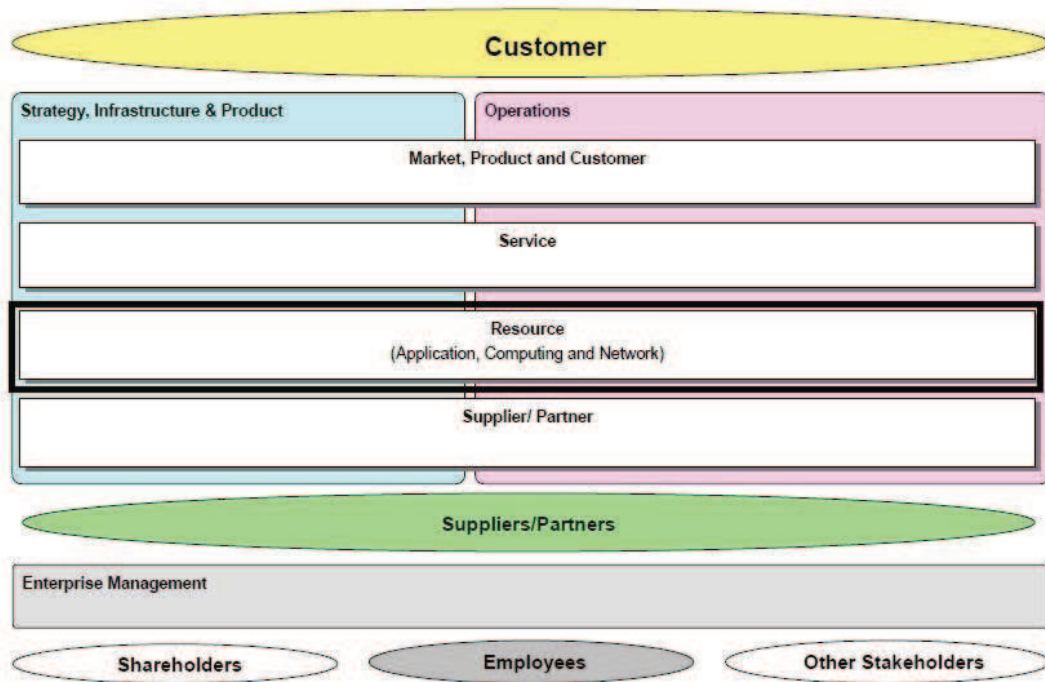 Customer
Strategy, Infrastructure & Product
Operations
Market, Product and Customer
Service
Resource
(Application, Computing and Network)
Supplier/ Partner
Suppliers/Partners
Enterprise Management
Shareholders
Employees
Other Stakeholders